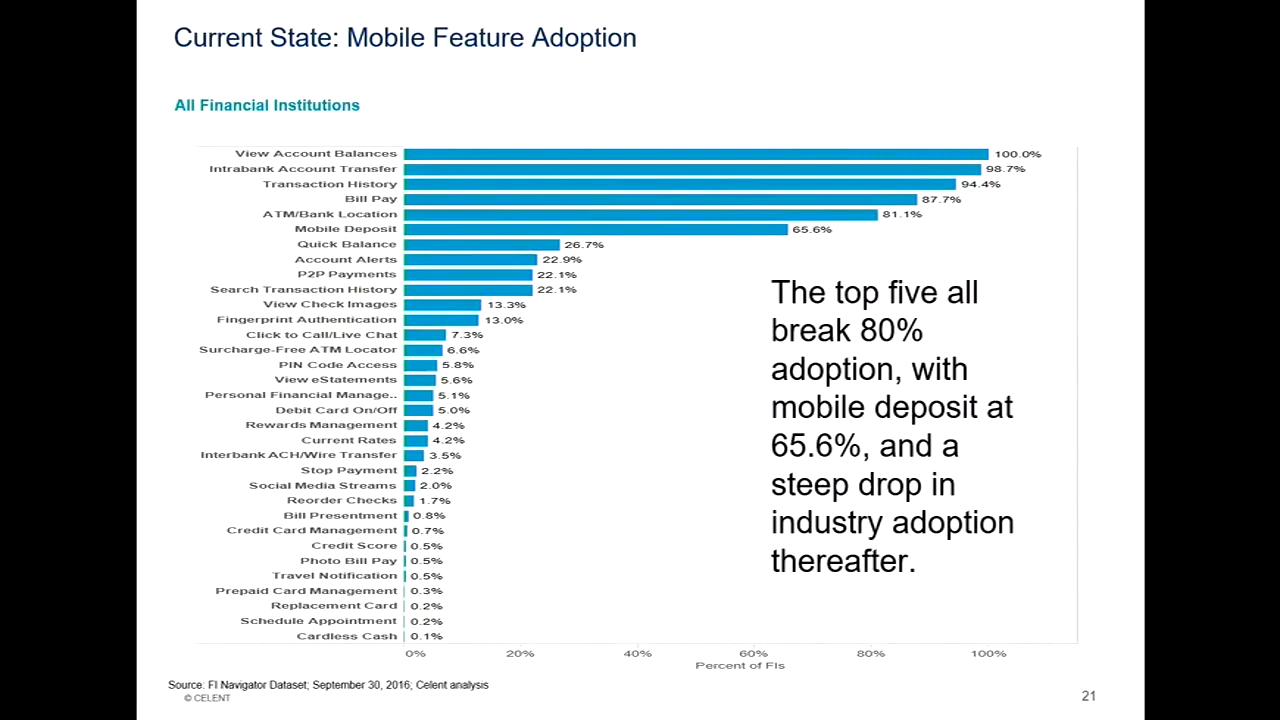 Current State: Mobile Feature Adoption
All Financial Institutions
View Account Balances 100.0%
Intrabank Account Transfer 98.7%
Transaction History 94.4%
Bill Pay 87.7%
ATM/Bank Location 81.1%
Mobile Deposit 65.6%
Quick Balance 26.7%
Account Alerts 22.9%
P2P Payments 22.1%
Search Transaction History 22.1%
View Check Images 13.3%
Fingerprint Authentication 13.0%
Click to Call/Live Chat 7.3%
Surcharge-Free ATM Locator 6.6%
PIN Code Access 5.8%
View eStatements 5.6%
Personal Financial Manage.. 5.1%
Debit Card On/Off 5.0%
Rewards Management 4.2%
Current Rates 4.2%
Interbank ACH/Wire Transfer 3.5%
Stop Payment 2.2%
Social Media Streams 2.0%
Reorder Checks 1.7%
Bill Presentment 0.8%
Credit Card Management 0.7%
Credit Score 0.5%
Photo Bill Pay 0.5%
Travel Notification 0.5%
Prepaid Card Management 0.3%
Replacement Card 0.2%
Schedule Appointment 0.2%
Cardless Cash 0.1%
0% 20% 40% 60% 80% 100%
Percent of FIs
The top five all
break 80%
adoption, with
mobile deposit at
65.6%, and a
steep drop in
industry adoption
thereafter.
Source: FI Navigator Dataset; September 30, 2016; Celent analysis
© CELENT
21